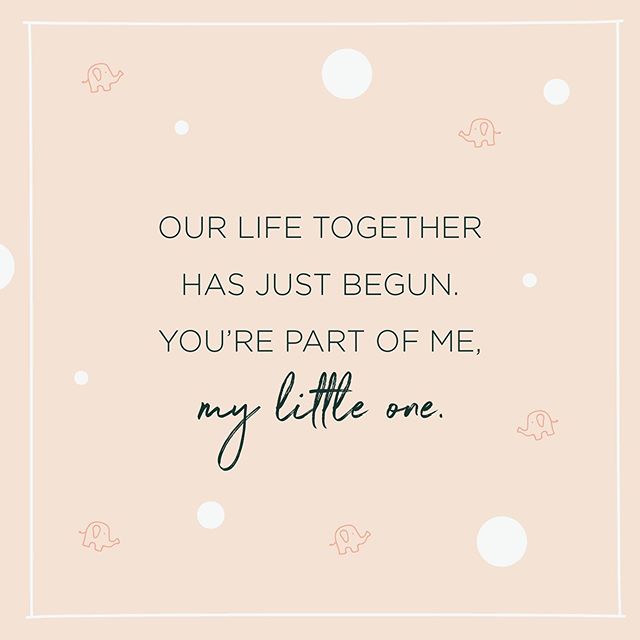 OUR LIFE TOGETHER
HAS JUST BEGUN.
YOU’RE PART OF ME,
my little one.